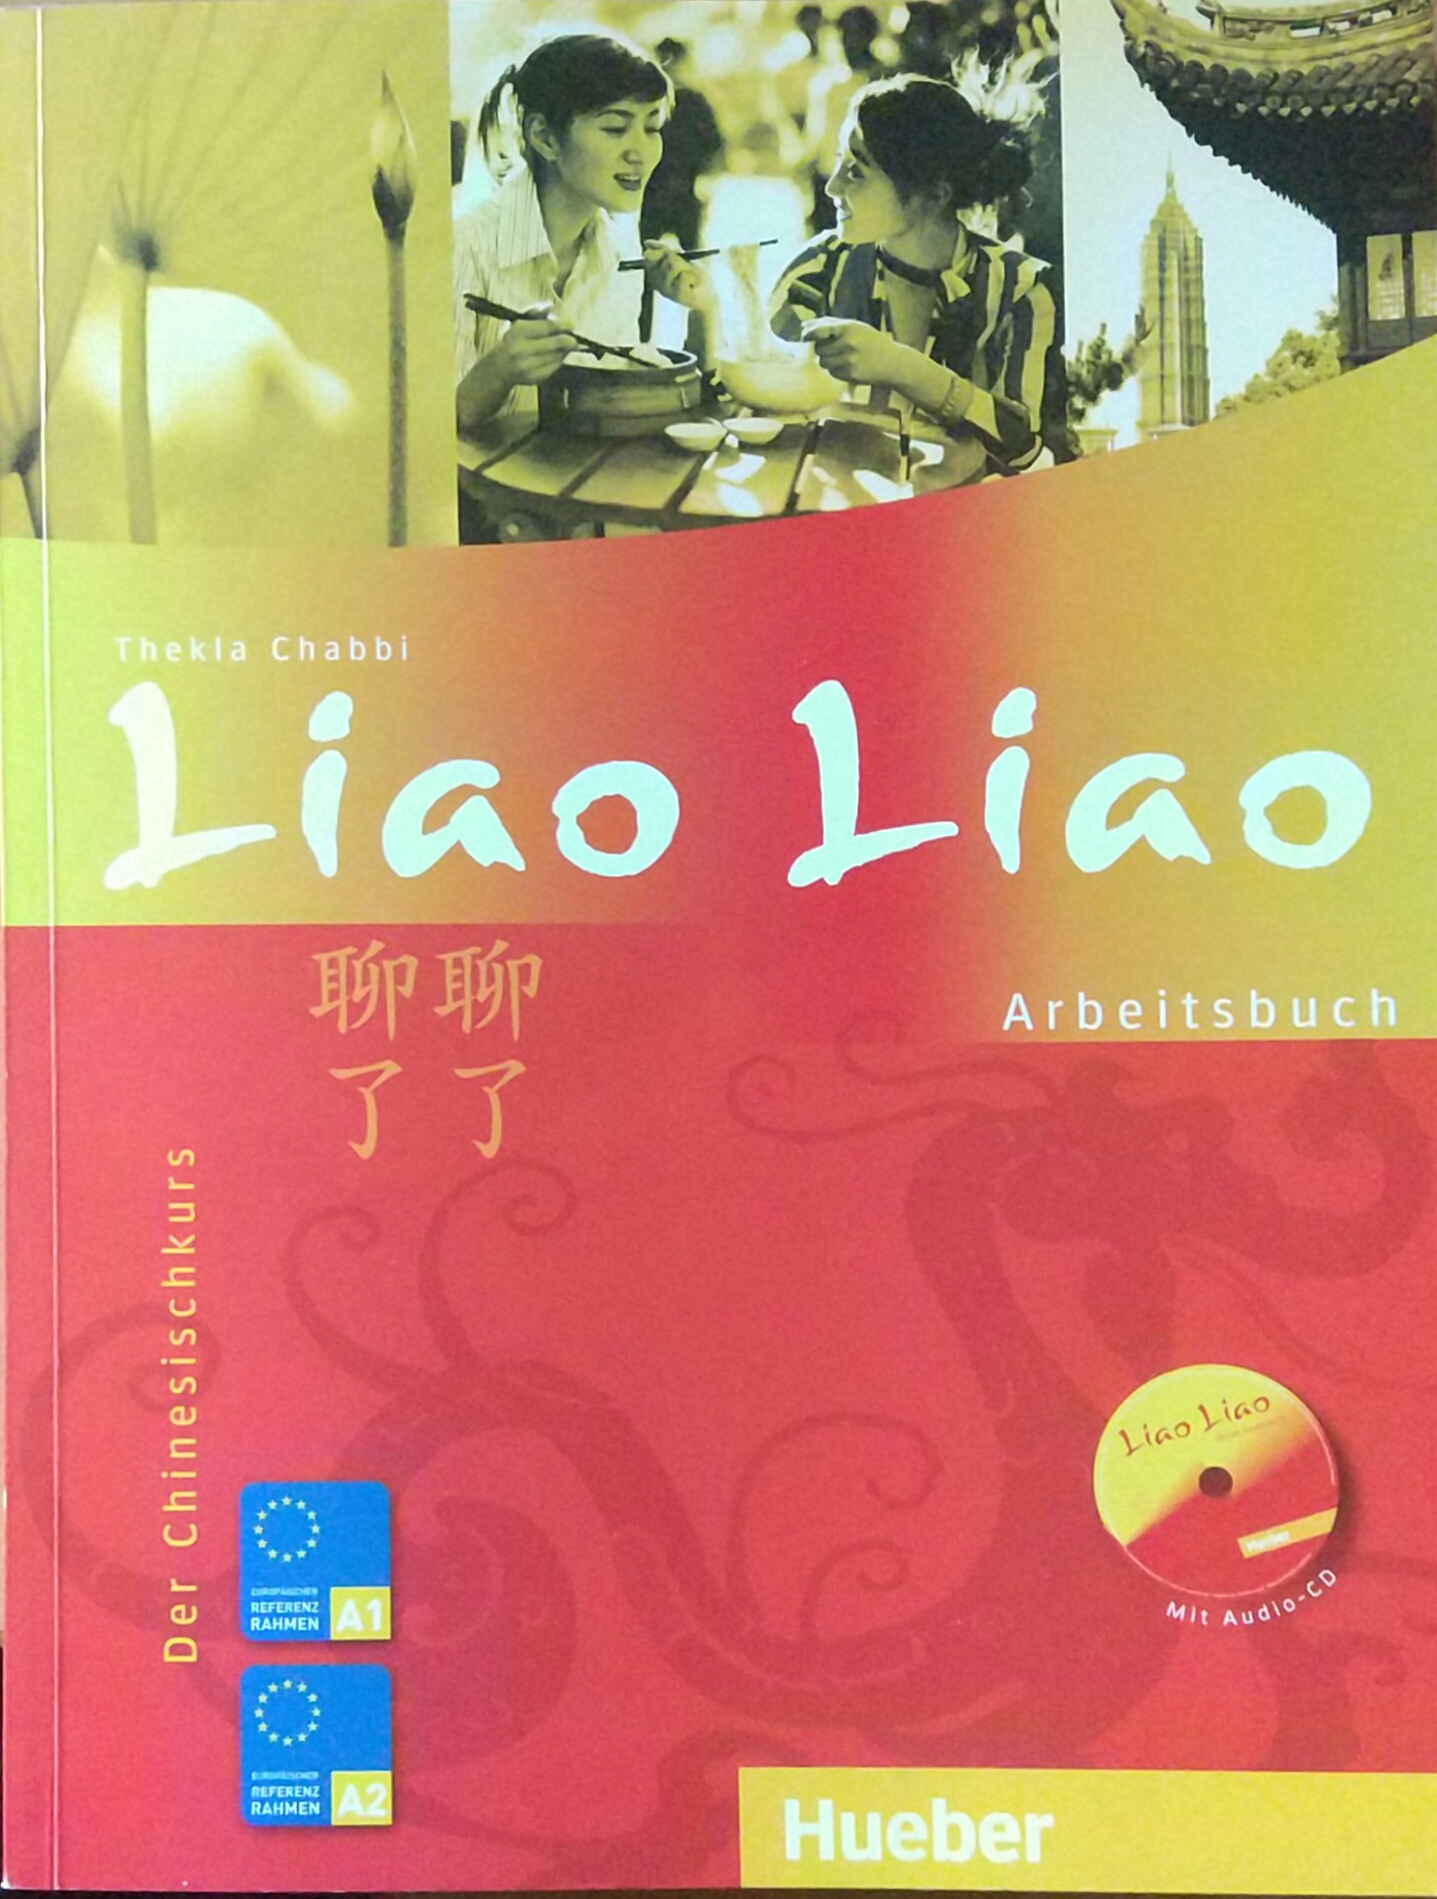 Thekla Chabbi
Liao Liao
聊聊
了了
Arbeitsbuch
Der Chinesischkurs
EUROPÄISCHER
REFERENZ
RAHMEN
A1
EUROPÄISCHER
REFERENZ
RAHMEN
A2
Liao Liao
Hueber
Mit Audio-CD
Hueber